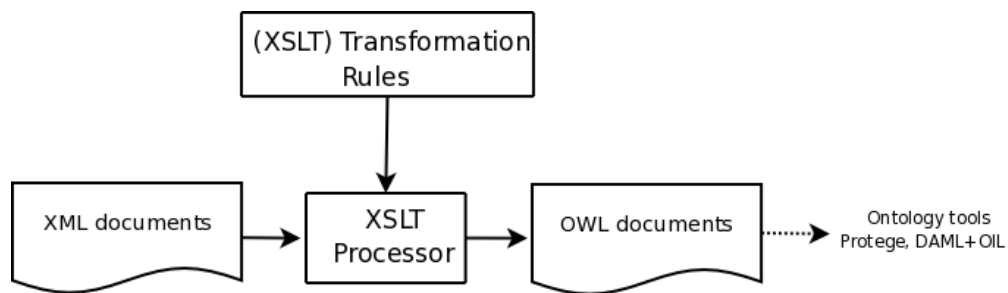 (XSLT) Transformation
Rules
XML documents
XSLT
Processor
OWL documents
Ontology tools
Protege, DAML+OIL